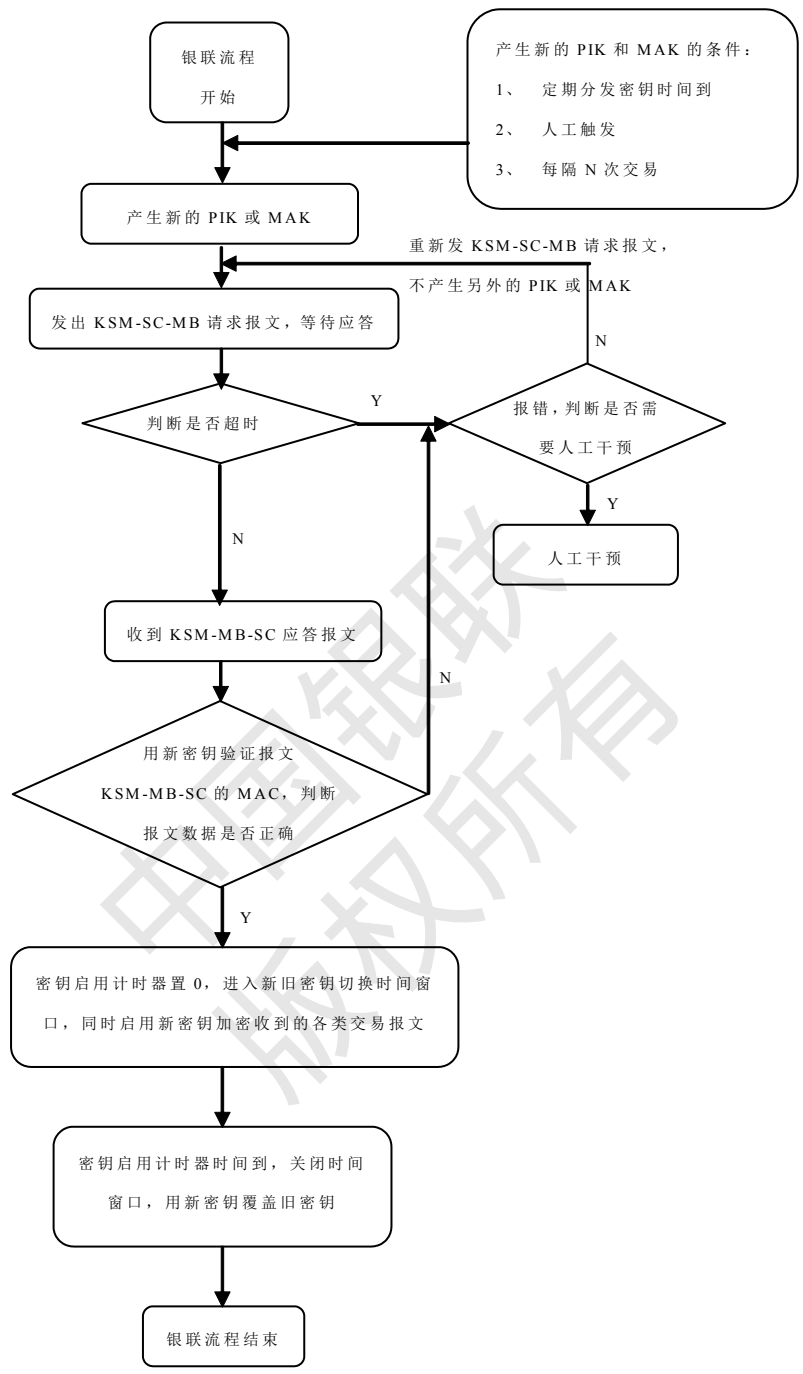 银联流程
开始
产生新的 PIK 和 MAK 的条件：
1、 定期分发密钥时间到
2、 人工触发
3、 每隔 N 次交易
产生新的 PIK 或 MAK
重新发 KSM-SC-MB 请求报文，
不产生另外的 PIK 或 MAK
发出 KSM-SC-MB 请求报文，等待应答
N
判断是否超时
Y
报错，判断是否需
要人工干预
Y
人工干预
N
收到 KSM-MB-SC 应答报文
N
用新密钥验证报文
KSM-MB-SC 的 MAC，判断
报文数据是否正确
Y
密钥启用计时器置 0，进入新旧密钥切换时间窗
口，同时启用新密钥加密收到的各类交易报文
密钥启用计时器时间到，关闭时间
窗口，用新密钥覆盖旧密钥
银联流程结束
中国银联
版权所有